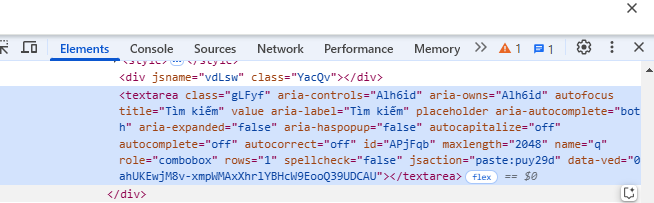 Elements Console Sources Network Performance Memory >> 1 1
<style> … </style>
<div jsname="vdLsw" class="YacQv"></div>
<textarea class="gLFyf" aria-controls="Alh6id" aria-owns="Alh6id" autofocus
title="Tìm kiếm" value aria-label="Tìm kiếm" placeholder aria-autocomplete="bot
h" aria-expanded="false" aria-haspopup="false" autocapitalize="off"
autocomplete="off" autocorrect="off" id="APjFqb" maxlength="2048" name="q"
role="combobox" rows="1" spellcheck="false" jsaction="paste:puy29d" data-ved="0
ahUKEwjM8v-xmpWMAxXhrlYBHcW9EooQ39UDCAU"></textarea> flex == $0
</div>